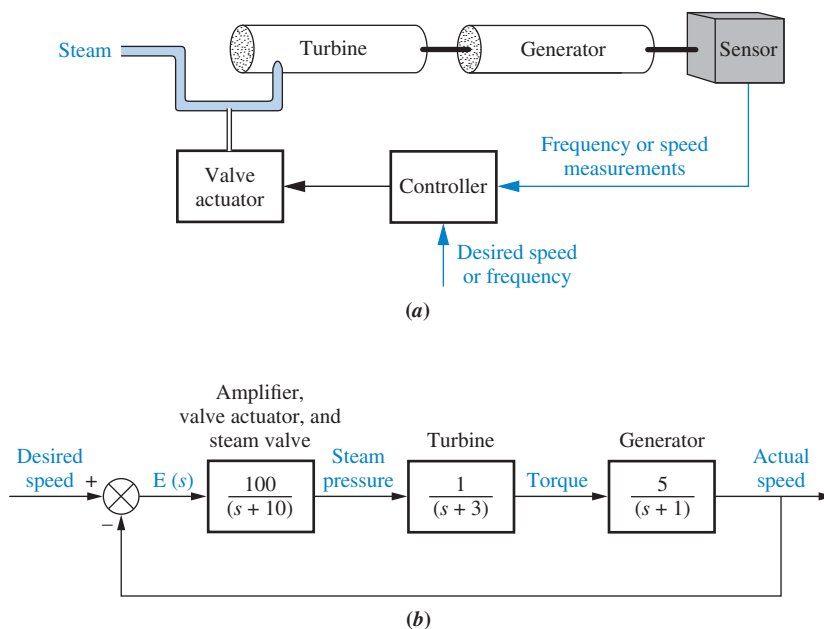 Steam
Turbine
Generator
Sensor
Valve
actuator
Controller
Frequency or speed
measurements
Desired speed
or frequency
(a)
Amplifier,
valve actuator, and
steam valve
Turbine
Generator
Desired
speed
+
−
E (s)
100
(s + 10)
Steam
pressure
1
(s + 3)
Torque
5
(s + 1)
Actual
speed
(b)